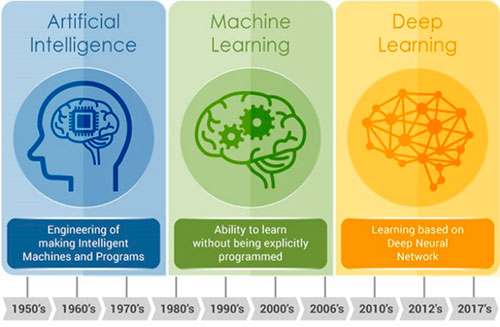 Artificial
Intelligence
Machine
Learning
Deep
Learning
Engineering of
making Intelligent
Machines and Programs
Ability to learn
without being explicitly
programmed
Learning based on
Deep Neural
Network
1950's
1960's
1970's
1980's
1990's
2000's
2006's
2010's
2012's
2017's